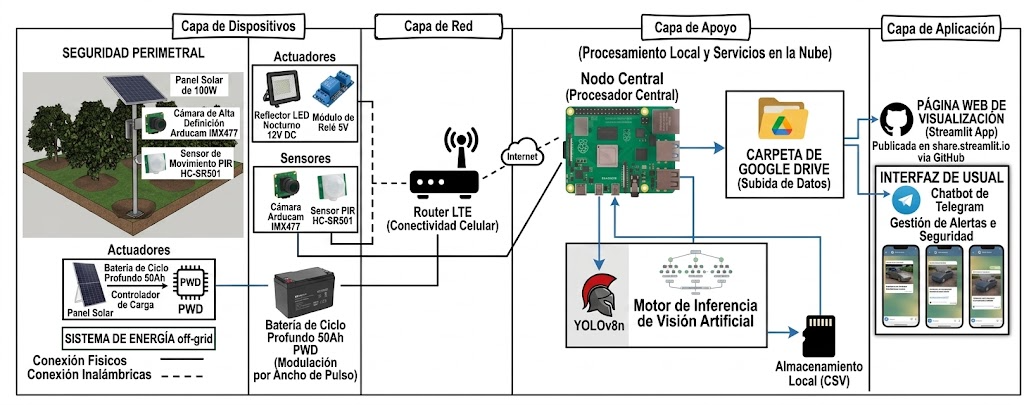 Capa de Dispositivos
Capa de Red
Capa de Apoyo
Capa de Aplicación
SEGURIDAD PERIMETRAL
Panel Solar
de 100W
Cámara de Alta
Definición
Arducam IMX477
Sensor de
Movimiento PIR
HC-SR501
Actuadores
Batería de Ciclo
Profundo 50Ah
Controlador
de Carga
Panel Solar
PWD
PWD
SISTEMA DE ENERGÍA off-grid
Conexión Fisicos
Conexión Inalámbricas
Actuadores
Reflector LED
Nocturno
12V DC
Módulo de
Relé 5V
Sensores
Cámara
Arducam
IMX477
Sensor PIR
HC-SR501
Batería de Ciclo
Profundo 50Ah
PWD
(Modulación
por Ancho de Pulso)
Router LTE
(Conectividad Celular)
Internet
(Procesamiento Local y Servicios en la Nube)
Nodo Central
(Procesador Central)
CARPETA DE
GOOGLE DRIVE
(Subida de Datos)
YOLOv8n
Motor de Inferencia
de Visión Artificial
Almacenamiento
Local (CSV)
PÁGINA WEB DE
VISUALIZACIÓN
(Streamlit App)
Publicada en share.streamlit.io
via GitHub
INTERFAZ DE USUAL
Chatbot de
Telegram
Gestión de Alertas e
Seguridad